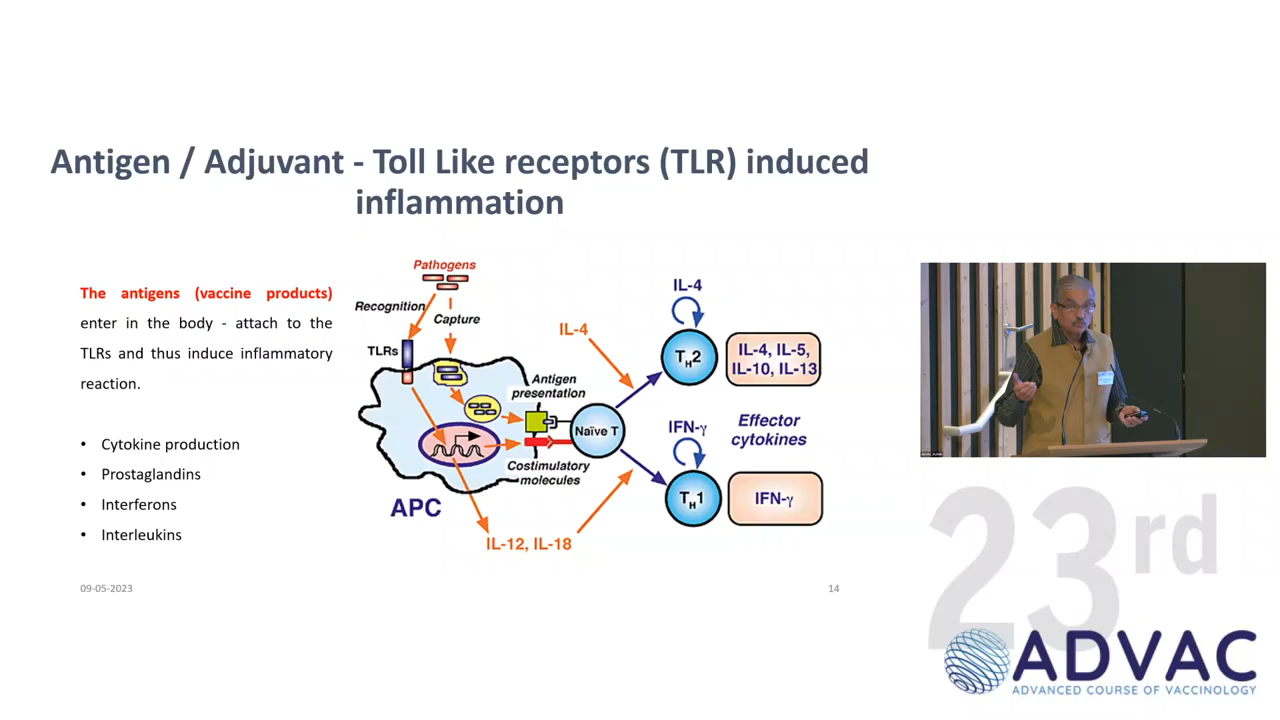 Antigen / Adjuvant - Toll Like receptors (TLR) induced
inflammation
The antigens (vaccine products)
enter in the body - attach to the
TLRs and thus induce inflammatory
reaction.
• Cytokine production
• Prostaglandins
• Interferons
• Interleukins
Pathogens
Recognition
Capture
TLRs
Antigen
presentation
Naïve T
Costimulatory
molecules
APC
IL-12, IL-18
IL-4
IL-4
TH2
IL-4, IL-5,
IL-10, IL-13
Effector
cytokines
IFN-γ
TH1
IFN-γ
09-05-2023
14
23rd
ADVAC
ADVANCED COURSE OF VACCINOLOGY